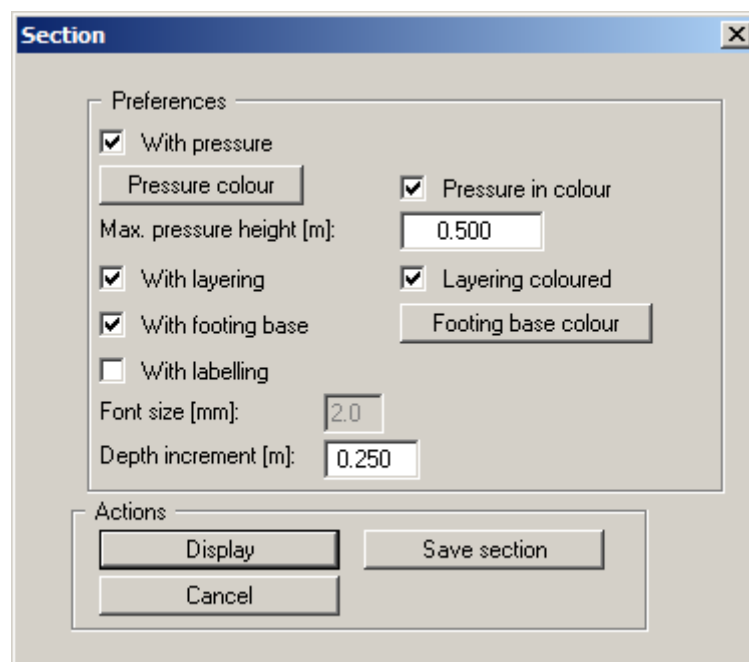 Section
Preferences
With pressure
Pressure colour
Pressure in colour
Max. pressure height [m]: 0.500
With layering
Layering coloured
With footing base
Footing base colour
With labelling
Font size [mm]: 2.0
Depth increment [m]: 0.250
Actions
Display
Save section
Cancel